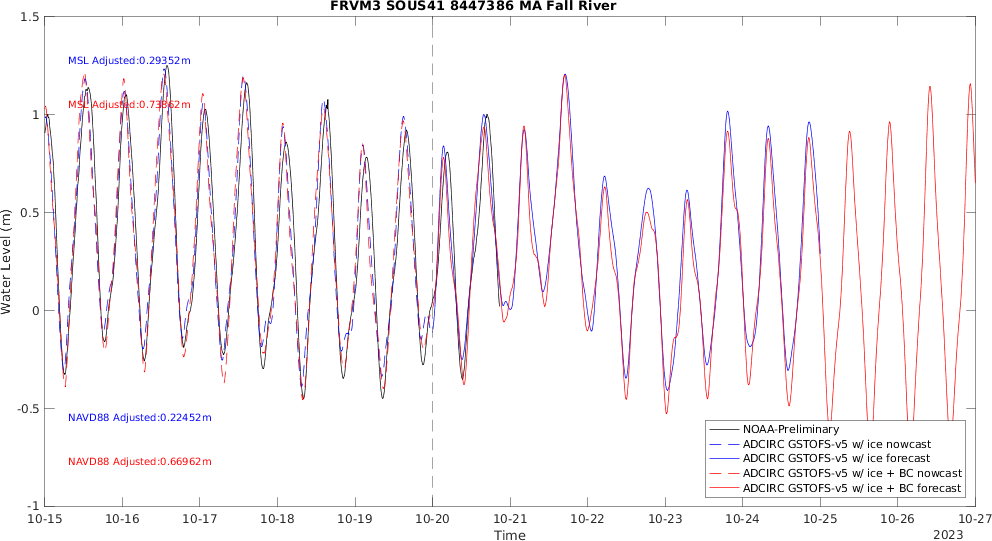 FRVM3 SOUS41 8447386 MA Fall River
1.5
1
0.5
0
-0.5
-1
Water Level (m)
MSL Adjusted:0.29352m
MSL Adjusted:0.73862m
NAVD88 Adjusted:0.22452m
NAVD88 Adjusted:0.66962m
NOAA-Preliminary
ADCIRC GSTOFS-v5 w/ ice nowcast
ADCIRC GSTOFS-v5 w/ ice forecast
ADCIRC GSTOFS-v5 w/ ice + BC nowcast
ADCIRC GSTOFS-v5 w/ ice + BC forecast
10-15 10-16 10-17 10-18 10-19 10-20 10-21 10-22 10-23 10-24 10-25 10-26 10-27
Time
2023